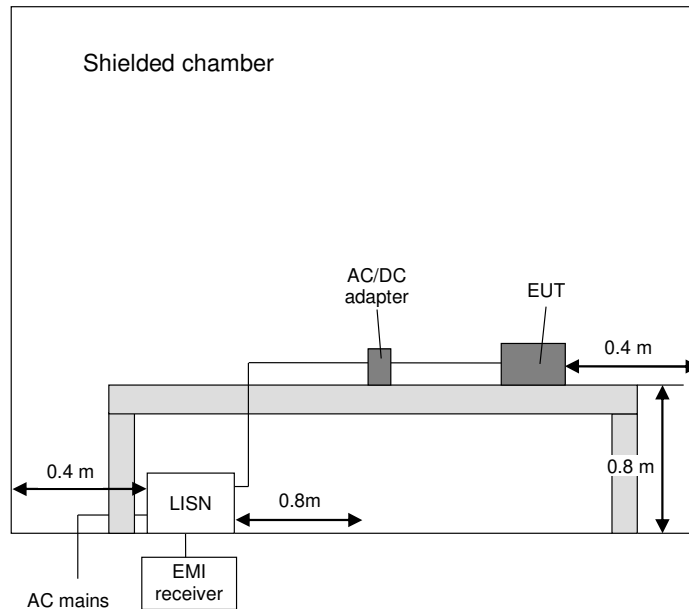 Shielded chamber
AC/DC
adapter
EUT
0.4 m
0.4 m
0.8 m
LISN
0.8m
EMI
receiver
AC mains